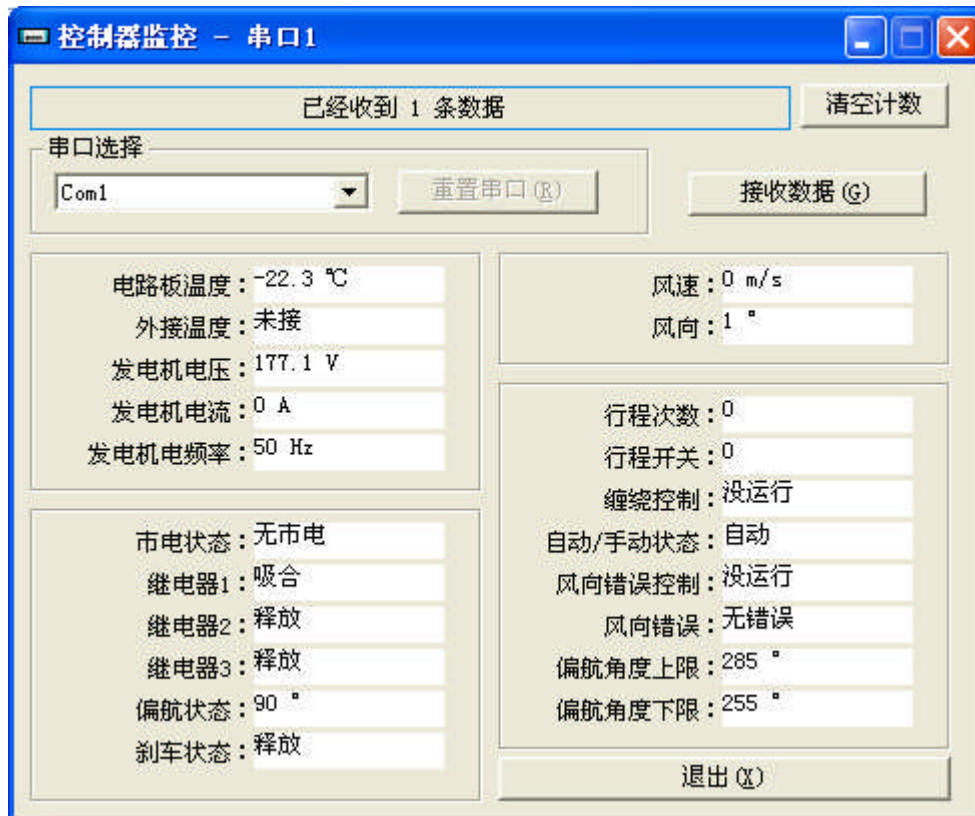 控制器监控 - 串口1
已经收到 1 条数据
清空计数
串口选择
Com1
重置串口(R)
接收数据(G)
电路板温度：-22.3 ℃
外接温度：未接
发电机电压：177.1 V
发电机电流：0 A
发电机电频率：50 Hz
市电状态：无市电
继电器1：吸合
继电器2：释放
继电器3：释放
偏航状态：90 °
刹车状态：释放
风速：0 m/s
风向：1 °
行程次数：0
行程开关：0
缠绕控制：没运行
自动/手动状态：自动
风向错误控制：没运行
风向错误：无错误
偏航角度上限：285 °
偏航角度下限：255 °
退出(X)